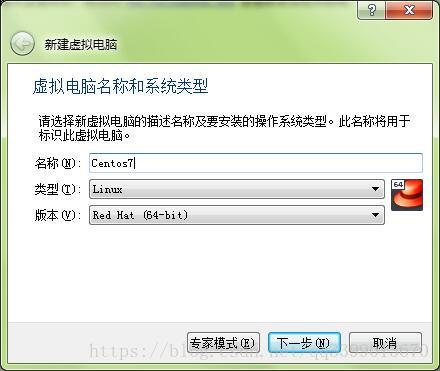 新建虚拟电脑
虚拟电脑名称和系统类型
请选择新虚拟电脑的描述名称及要安装的操作系统类型。此名称将用于
标识此虚拟电脑。
名称(N): Centos7
类型(T): Linux
64
版本(V): Red Hat (64-bit)
专家模式(E) 下一步(N) 取消